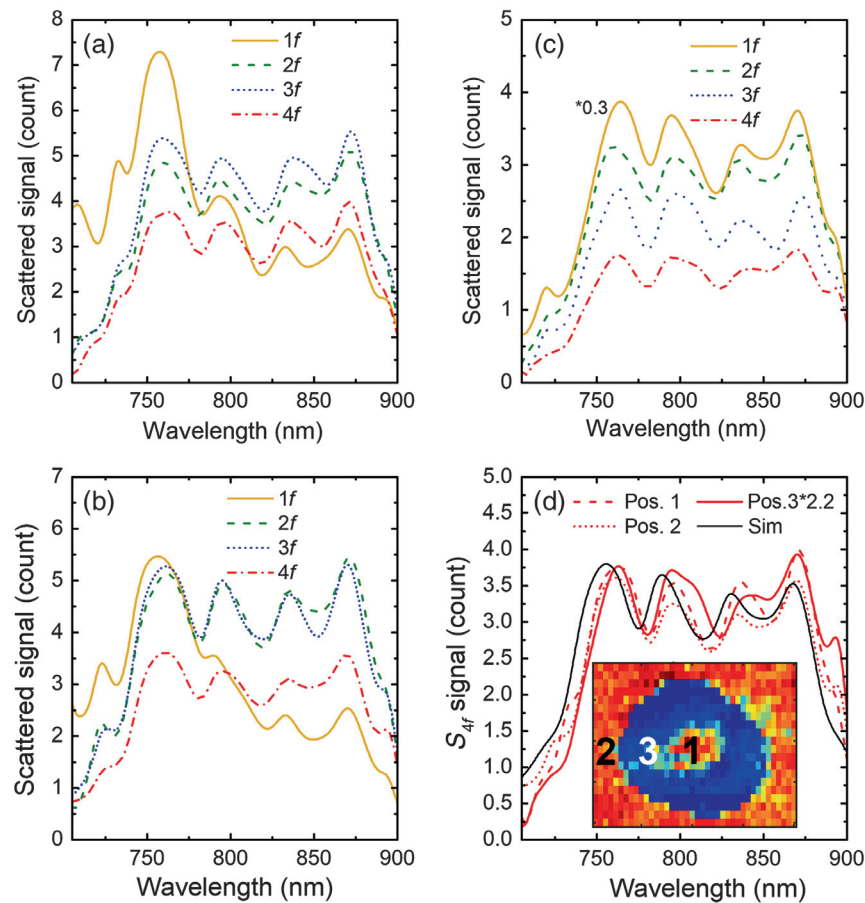 (a)
1f
2f
3f
4f
Scattered signal (count)
8
7
6
5
4
3
2
1
0
750 800 850 900
Wavelength (nm)
(c)
1f
2f
3f
4f
*0.3
Scattered signal (count)
5
4
3
2
1
0
750 800 850 900
Wavelength (nm)
(b)
1f
2f
3f
4f
Scattered signal (count)
7
6
5
4
3
2
1
0
750 800 850 900
Wavelength (nm)
(d)
Pos. 1 Pos.3*2.2
Pos. 2 Sim
S4f signal (count)
5.0
4.5
4.0
3.5
3.0
2.5
2.0
1.5
1.0
0.5
0.0
2 3 1
750 800 850 900
Wavelength (nm)